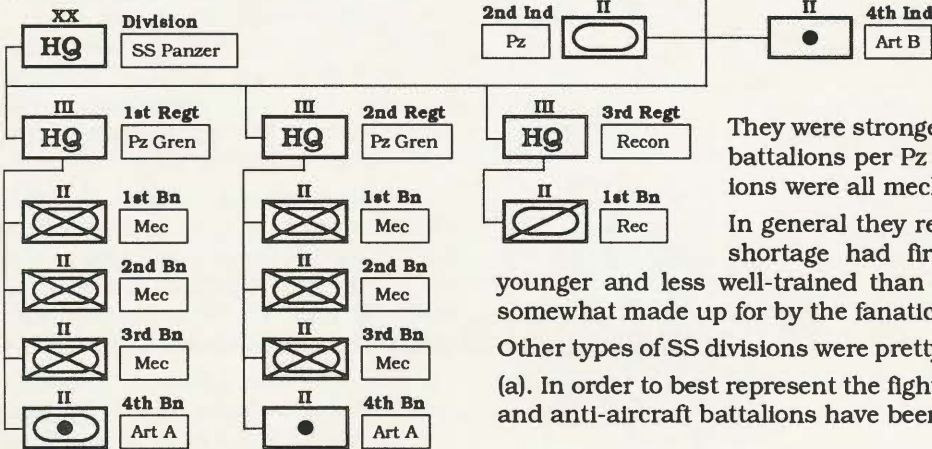 XX
Division
HQ
SS Panzer
2nd Ind
II
Pz
II
4th Ind
Art B
III
1st Regt
HQ
Pz Gren
II
1st Bn
Mec
II
2nd Bn
Mec
II
3rd Bn
Mec
II
4th Bn
Art A
III
2nd Regt
HQ
Pz Gren
II
1st Bn
Mec
II
2nd Bn
Mec
II
3rd Bn
Mec
II
4th Bn
Art A
III
3rd Regt
HQ
Recon
II
1st Bn
Rec
They were stronge
battalions per Pz
ions were all mec
In general they re
shortage had fir
younger and less well-trained than
somewhat made up for by the fanatic
Other types of SS divisions were pretty
(a). In order to best represent the figh
and anti-aircraft battalions have been